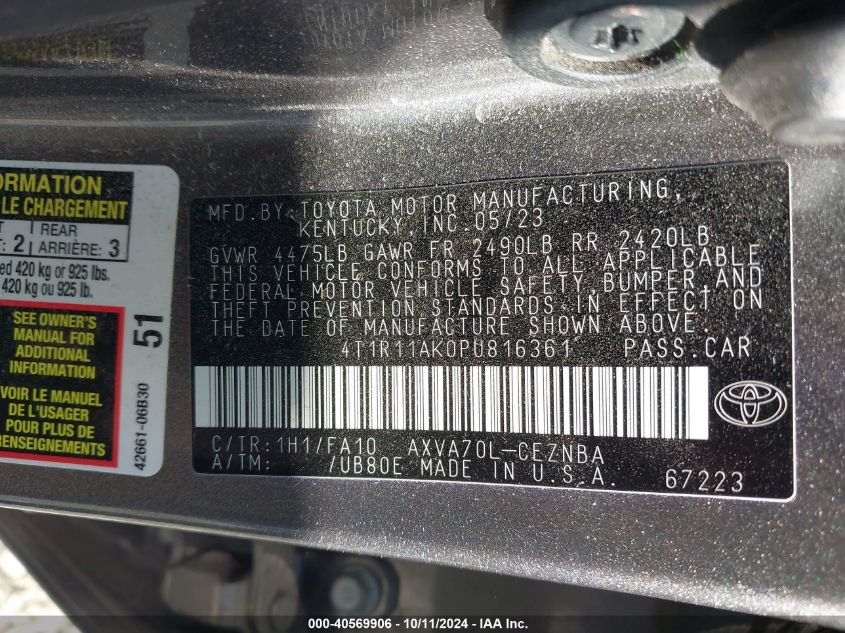 ORMATION
LE CHARGEMENT
REAR
: 2 ARRIÈRE: 3
ed 420 kg or 925 lbs.
420 kg ou 925 lb.
SEE OWNER'S
MANUAL FOR
ADDITIONAL
INFORMATION
VOIR LE MANUEL
DE L'USAGER
POUR PLUS DE
RENSEIGNEMENTS
51
42661-06B30
MFD. BY: TOYOTA MOTOR MANUFACTURING,
KENTUCKY, INC. 05/23
GVWR 4475LB GAWR FR 2490LB RR 2420LB
THIS VEHICLE CONFORMS TO ALL APPLICABLE
FEDERAL MOTOR VEHICLE SAFETY, BUMPER, AND
THEFT PREVENTION STANDARDS IN EFFECT ON
THE DATE OF MANUFACTURE SHOWN ABOVE.
4T1R11AK0PU816361 PASS. CAR
C/TR: 1H1/FA10 AXVA70L-CEZNBA
A/TM: /UB80E MADE IN U.S.A. 67223
000-40569906 - 10/11/2024 - IAA Inc.